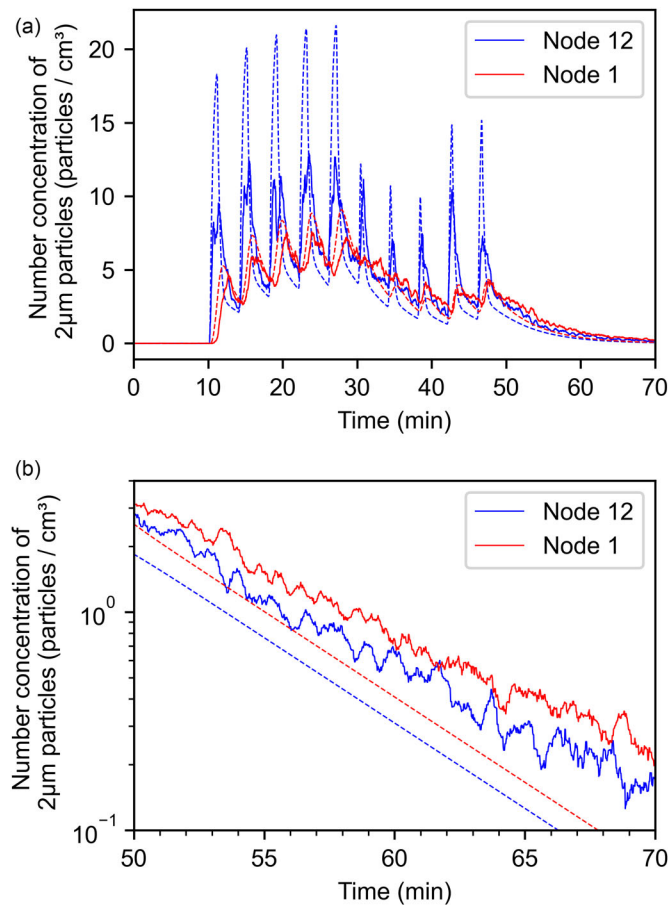 (a)
Number concentration of
2μm particles (particles / cm³)
20
15
10
5
0
Node 12
Node 1
0 10 20 30 40 50 60 70
Time (min)
(b)
Number concentration of
2μm particles (particles / cm³)
10⁰
10⁻¹
Node 12
Node 1
50 55 60 65 70
Time (min)